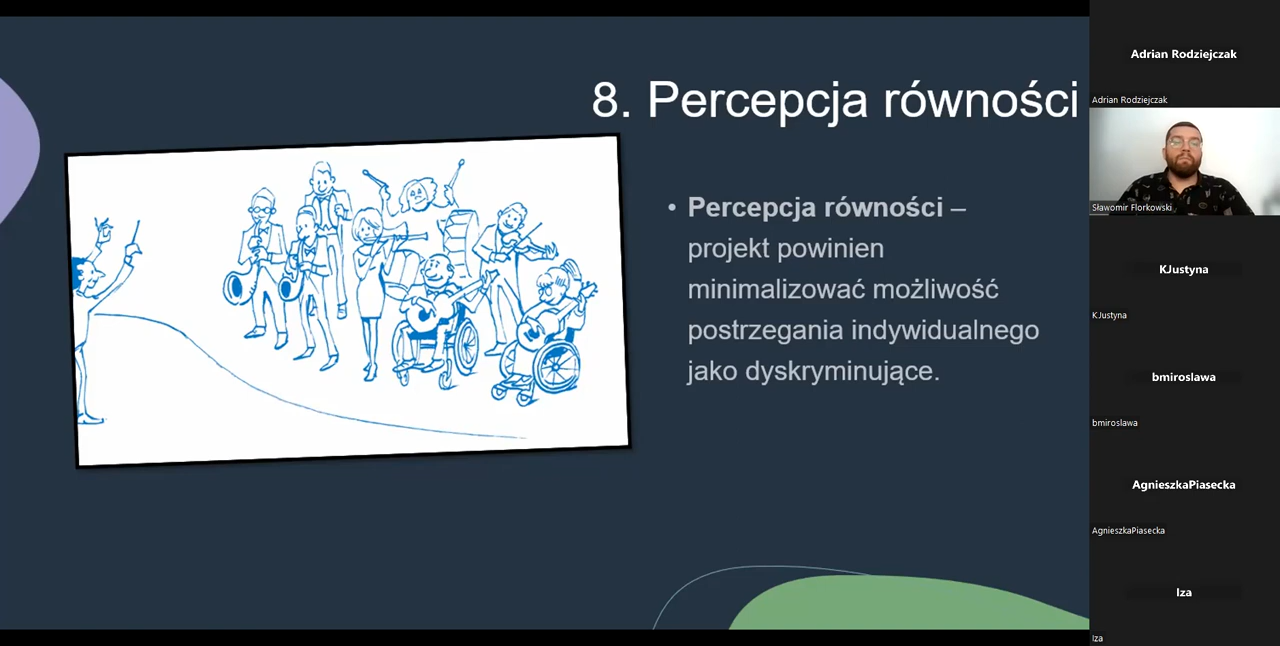 8. Percepcja równości
• Percepcja równości –
projekt powinien
minimalizować możliwość
postrzegania indywidualnego
jako dyskryminujące.
Adrian Rodziejczak
Adrian Rodziejczak
Sławomir Florkowski
KJustyna
KJustyna
bmiroslawa
bmiroslawa
AgnieszkaPiasecka
AgnieszkaPiasecka
Iza
Iza